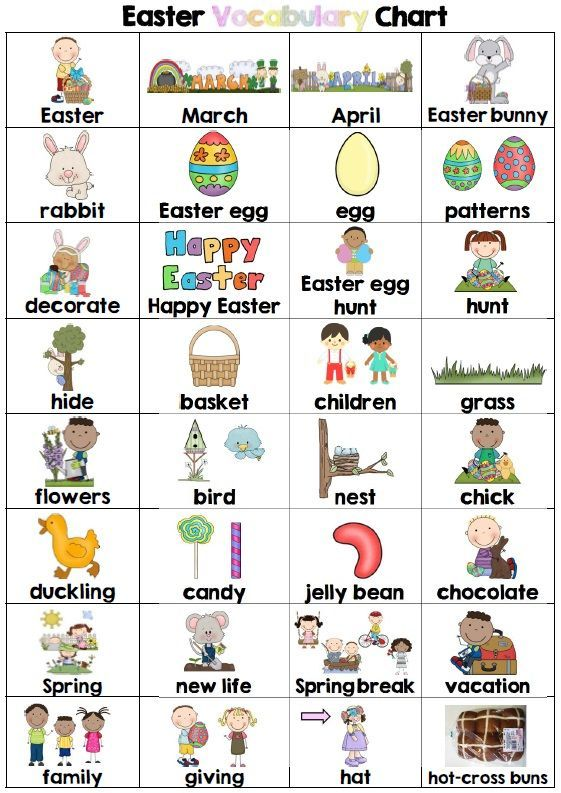 Easter Vocabulary Chart
Easter
MARCH
March
APRIL
April
Easter bunny
rabbit
Easter egg
egg
patterns
decorate
Happy
Easter
Happy Easter
Easter egg
hunt
hunt
hide
basket
children
grass
flowers
bird
nest
chick
duckling
candy
jelly bean
chocolate
Spring
new life
Spring break
vacation
family
giving
hat
hot-cross buns